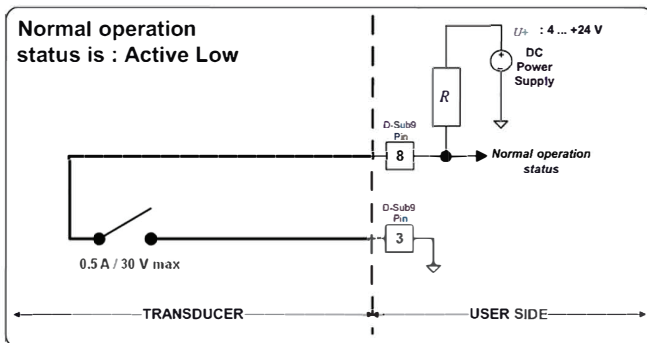 Normal operation
status is : Active Low
U+ : 4 ... +24 V
DC
Power
Supply
R
D-Sub9
Pin
8
Normal operation
status
D-Sub9
Pin
3
0.5 A / 30 V max
TRANSDUCER
USER SIDE